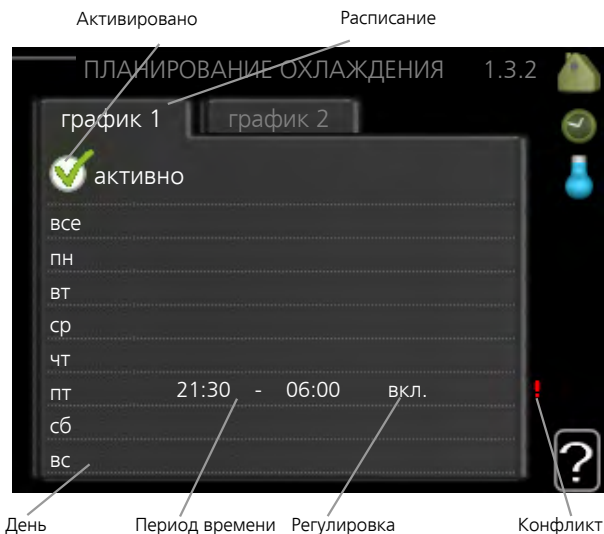 Активировано Расписание
ПЛАНИРОВАНИЕ ОХЛАЖДЕНИЯ 1.3.2
график 1 график 2
активно
все
пн
вт
ср
чт
пт 21:30 - 06:00 вкл. !
сб
вс
?
День Период времени Регулировка Конфликт